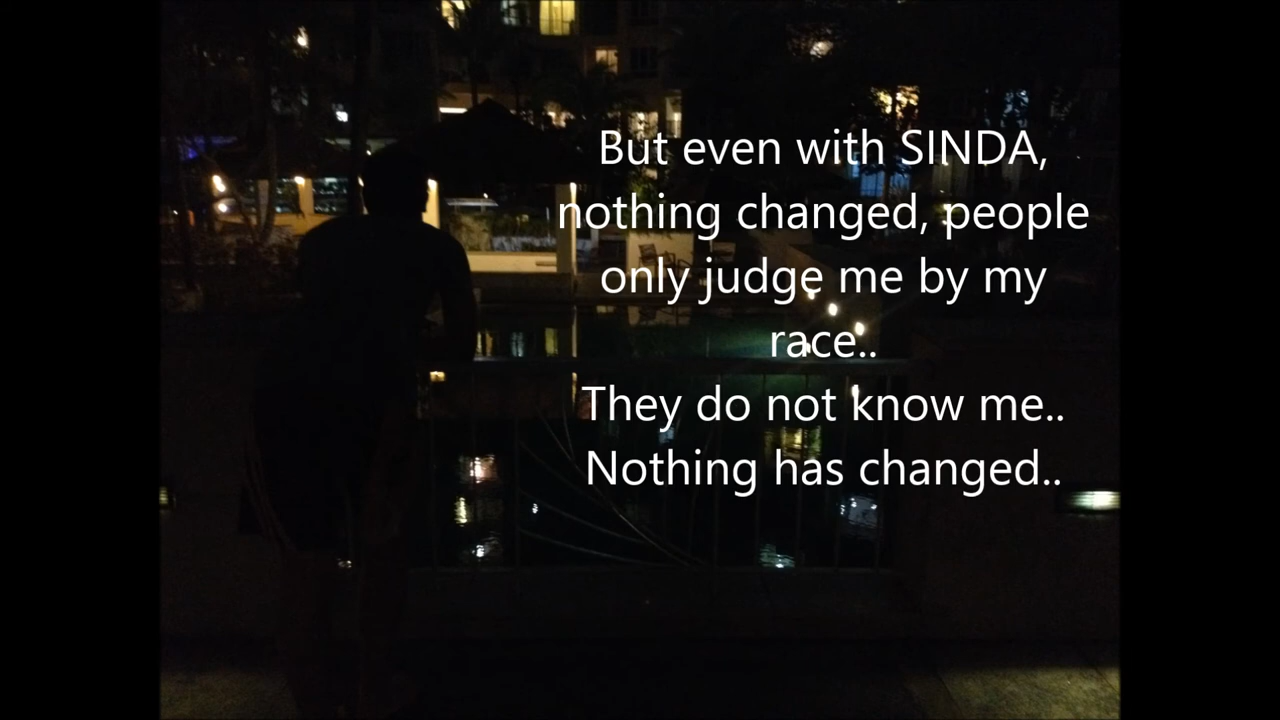 But even with SINDA,
nothing changed, people
only judge me by my
race..
They do not know me..
Nothing has changed..